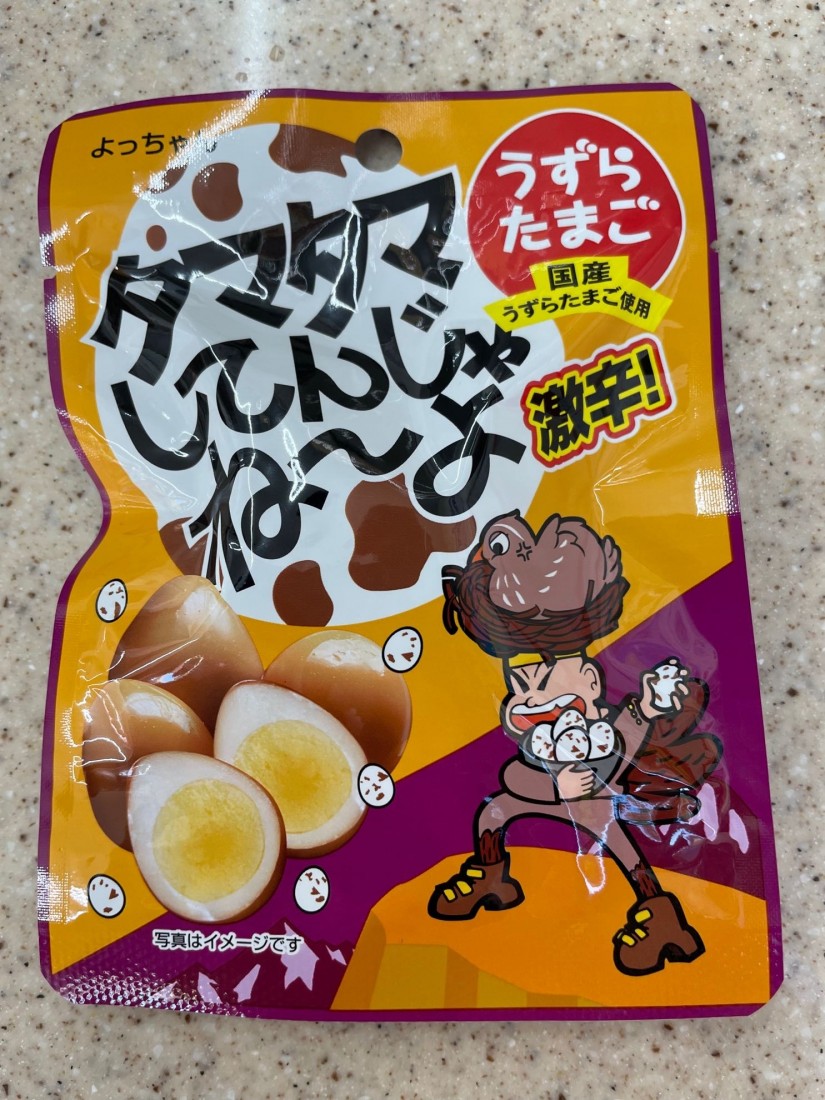 よっちゃん
うずら
たまご
国産
うずらたまご使用
タマタマ
してんじゃ
ね〜よ
激辛!
写真はイメージです